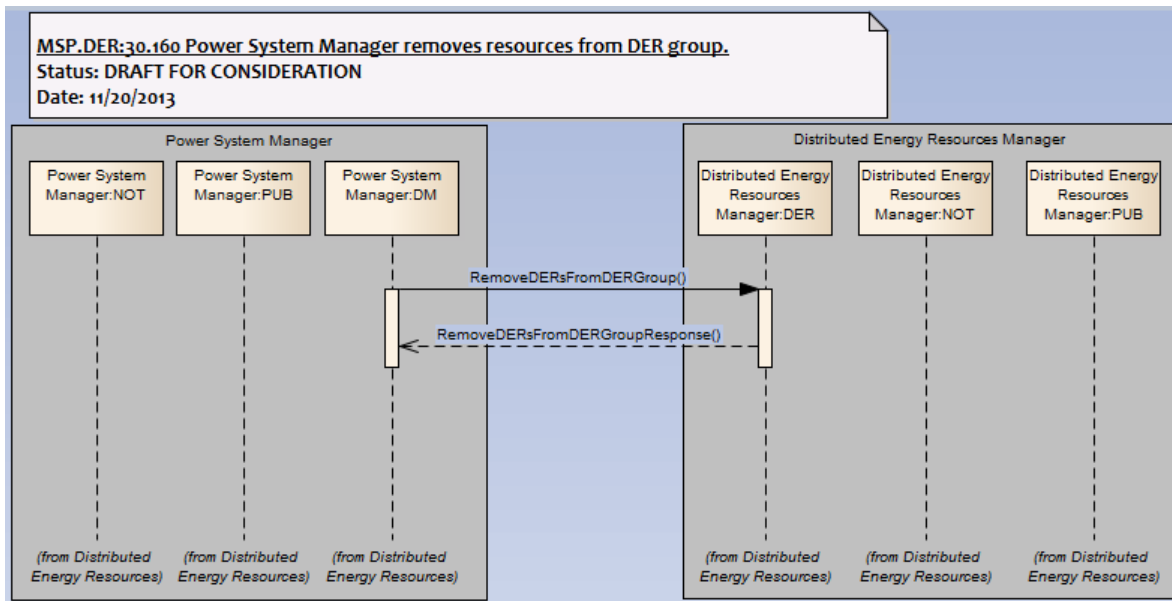 MSP.DER:30.160 Power System Manager removes resources from DER group.
Status: DRAFT FOR CONSIDERATION
Date: 11/20/2013
Power System Manager
Power System
Manager:NOT
Power System
Manager:PUB
Power System
Manager:DM
Distributed Energy Resources Manager
Distributed Energy
Resources
Manager:DER
Distributed Energy
Resources
Manager:NOT
Distributed Energy
Resources
Manager:PUB
RemoveDERsFromDERGroup()
RemoveDERsFromDERGroupResponse()
(from Distributed
Energy Resources)
(from Distributed
Energy Resources)
(from Distributed
Energy Resources)
(from Distributed
Energy Resources)
(from Distributed
Energy Resources)
(from Distributed
Energy Resources)